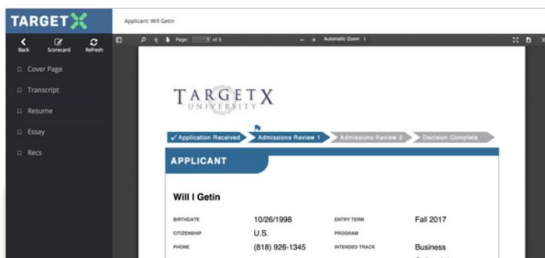 TARGETX
Applicant: Will Getin
Back Scorecard Refresh
Page: 1 of 5
Automatic Zoom
Cover Page
Transcript
Resume
Essay
Recs
TARGETX
UNIVERSITY
Application Received Admissions Review 1 Admissions Review 2 Decision Complete
APPLICANT
Will I Getin
BIRTHDATE 10/26/1998 ENTRY TERM Fall 2017
CITIZENSHIP U.S. PROGRAM
PHONE (818) 926-1345 INTENDED TRACK Business